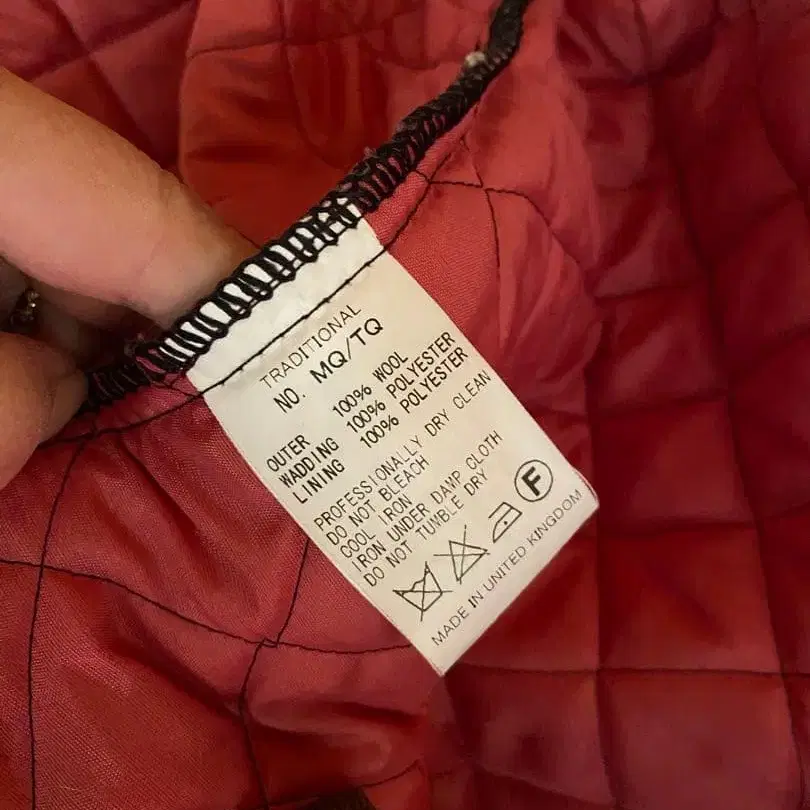 TRADITIONAL
NO. MQ/TQ
OUTER 100% WOOL
WADDING 100% POLYESTER
LINING 100% POLYESTER
PROFESSIONALLY DRY CLEAN
DO NOT BLEACH
COOL IRON
IRON UNDER DAMP CLOTH
DO NOT TUMBLE DRY
F
MADE IN UNITED KINGDOM